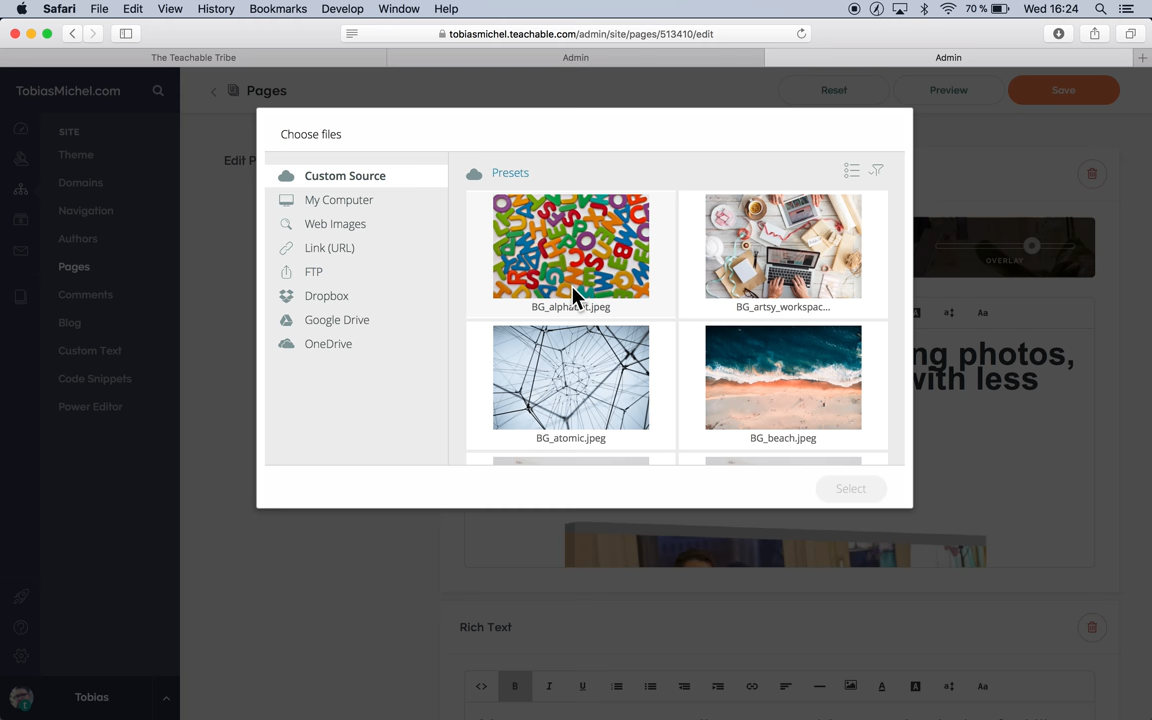 Safari File Edit View History Bookmarks Develop Window Help 70 % Wed 16:24
tobiasmichel.teachable.com/admin/site/pages/513410/edit
The Teachable Tribe Admin Admin
TobiasMichel.com Pages Reset Preview Save
SITE
Theme
Domains
Navigation
Authors
Pages
Comments
Blog
Custom Text
Code Snippets
Power Editor
Tobias
Edit P
Choose files
Custom Source
My Computer
Web Images
Link (URL)
FTP
Dropbox
Google Drive
OneDrive
Presets
BG_alphabet.jpeg BG_artsy_workspac...
BG_atomic.jpeg BG_beach.jpeg
Select
OVERLAY
A Aa
ng photos,
with less
Rich Text
B I U A A Aa